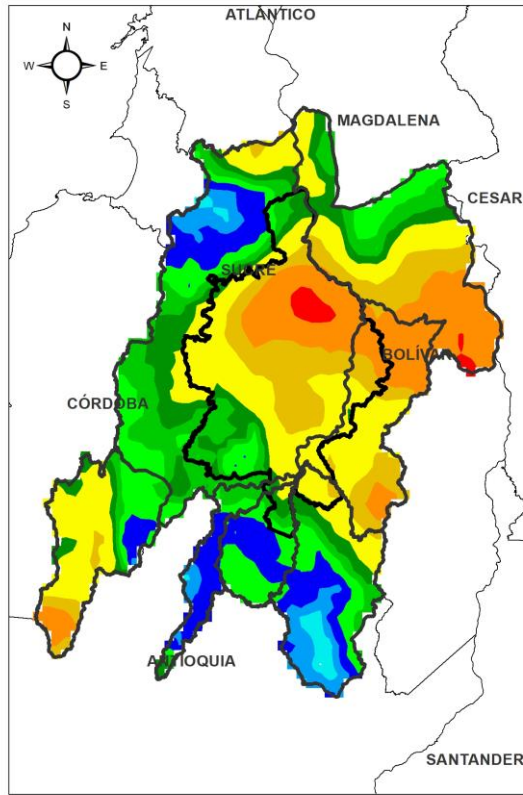 ATLÁNTICO
N
W E
S
MAGDALENA
CESAR
SUCRE
BOLÍVAR
CÓRDOBA
ANTIOQUIA
SANTANDER